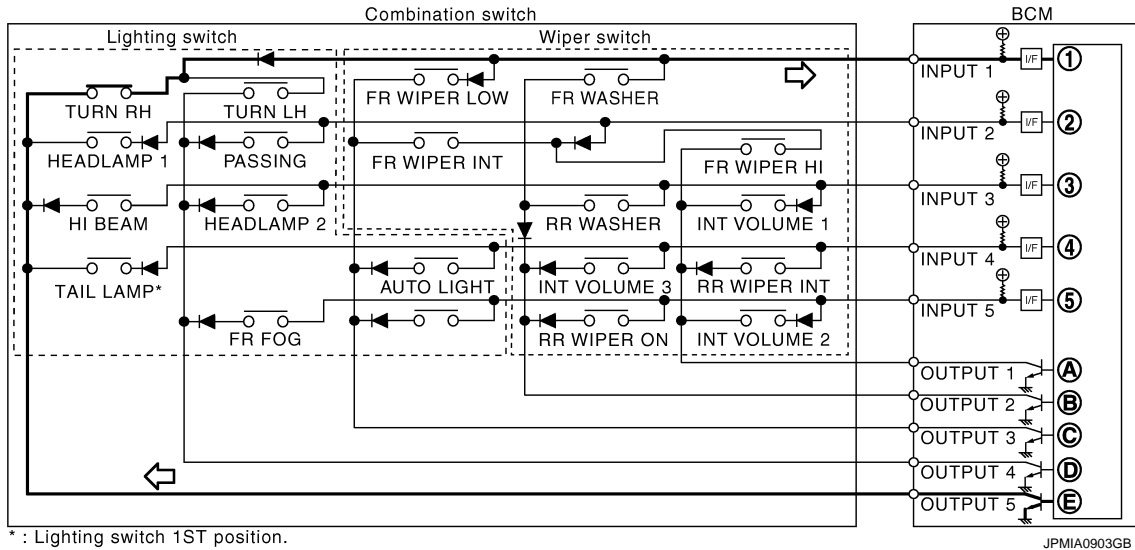 Combination switch
BCM
Lighting switch
Wiper switch
INPUT 1
I/F
1
TURN RH
TURN LH
FR WIPER LOW
FR WASHER
INPUT 2
I/F
2
HEADLAMP 1
PASSING
FR WIPER INT
FR WIPER HI
INPUT 3
I/F
3
HI BEAM
HEADLAMP 2
RR WASHER
INT VOLUME 1
INPUT 4
I/F
4
TAIL LAMP*
AUTO LIGHT
INT VOLUME 3
RR WIPER INT
INPUT 5
I/F
5
FR FOG
RR WIPER ON
INT VOLUME 2
OUTPUT 1
A
OUTPUT 2
B
OUTPUT 3
C
OUTPUT 4
D
OUTPUT 5
E
* : Lighting switch 1ST position.
JPMIA0903GB